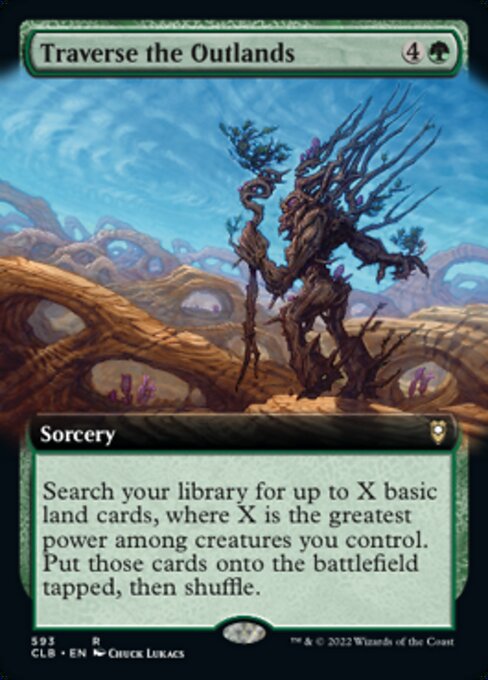 Traverse the Outlands 4
Sorcery
Search your library for up to X basic
land cards, where X is the greatest
power among creatures you control.
Put those cards onto the battlefield
tapped, then shuffle.
593 R
CLB • EN Chuck Lukacs
™ & © 2022 Wizards of the Coast